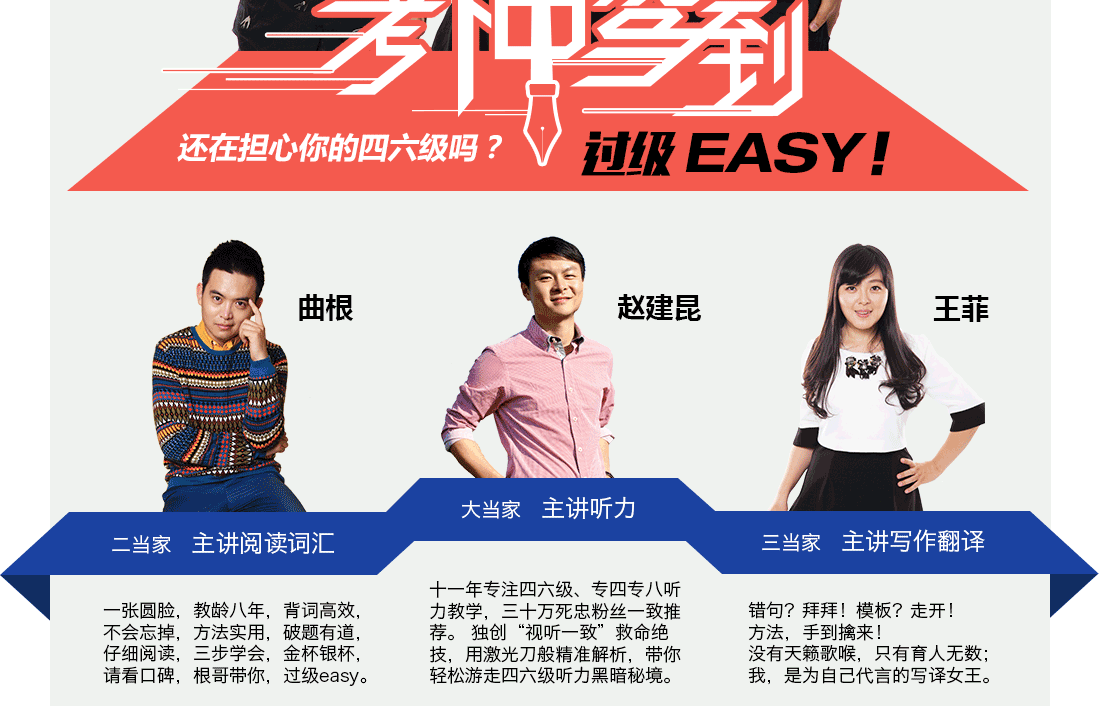 还在担心你的四六级吗？
过级 EASY！
曲根
赵建昆
王菲
大当家 主讲听力
二当家 主讲阅读词汇
三当家 主讲写作翻译
一张圆脸，教龄八年，背词高效，
不会忘掉，方法实用，破题有道，
仔细阅读，三步学会，金杯银杯，
请看口碑，根哥带你，过级easy。
十一年专注四六级、专四专八听
力教学，三十万死忠粉丝一致推
荐。 独创“视听一致”救命绝
技，用激光刀般精准解析，带你
轻松游走四六级听力黑暗秘境。
错句？拜拜！模板？走开！
方法，手到擒来！
没有天籁歌喉，只有育人无数；
我，是为自己代言的写译女王。